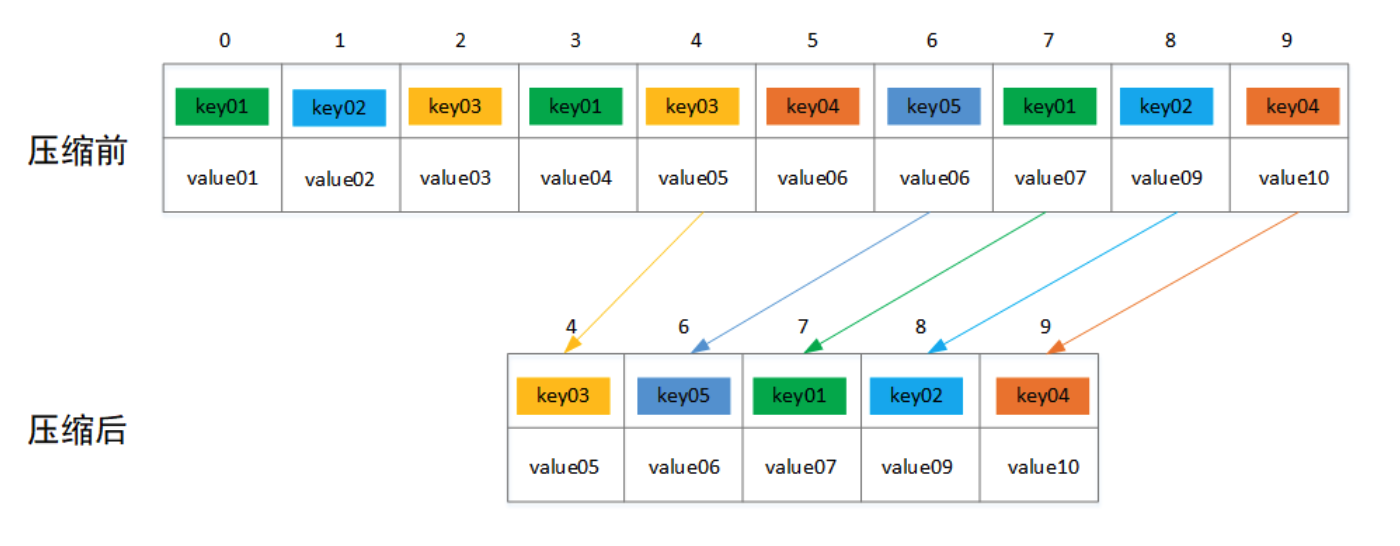 0 1 2 3 4 5 6 7 8 9
压缩前
key01 key02 key03 key01 key03 key04 key05 key01 key02 key04
value01 value02 value03 value04 value05 value06 value06 value07 value09 value10
4 6 7 8 9
压缩后
key03 key05 key01 key02 key04
value05 value06 value07 value09 value10